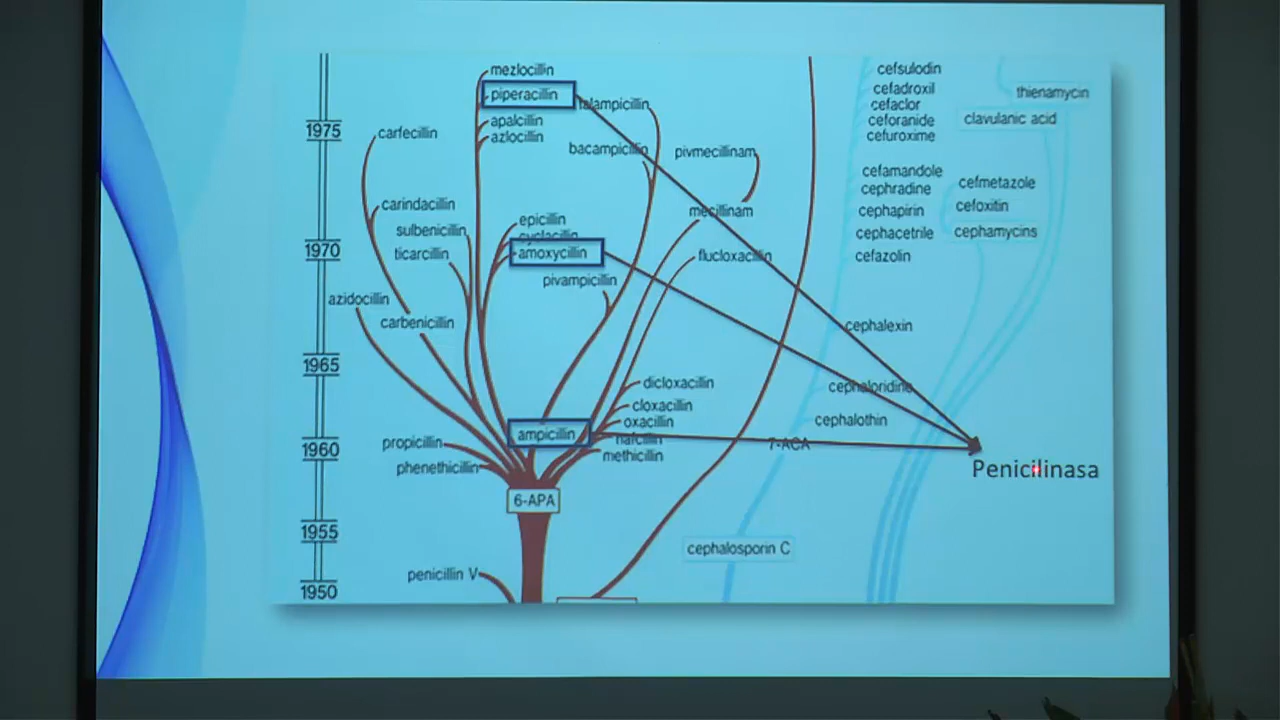 mezlocillin
piperacillin
talampicillin
apalcillin
azlocillin
carfecillin
bacampicillin
pivmecillinam
carindacillin
mecillinam
epicillin
cyclacillin
sulbenicillin
ticarcillin
amoxycillin
flucloxacillin
pivampicillin
azidocillin
carbenicillin
dicloxacillin
cloxacillin
oxacillin
nafcillin
methicillin
ampicillin
propicillin
phenethicillin
6-APA
penicillin V
1975
1970
1965
1960
1955
1950
cefsulodin
cefadroxil
cefaclor
ceforanide
cefuroxime
thienamycin
clavulanic acid
cefamandole
cephradine
cephapirin
cephacetrile
cefazolin
cefmetazole
cefoxitin
cephamycins
cephalexin
cephaloridine
cephalothin
7-ACA
cephalosporin C
Penicilinasa